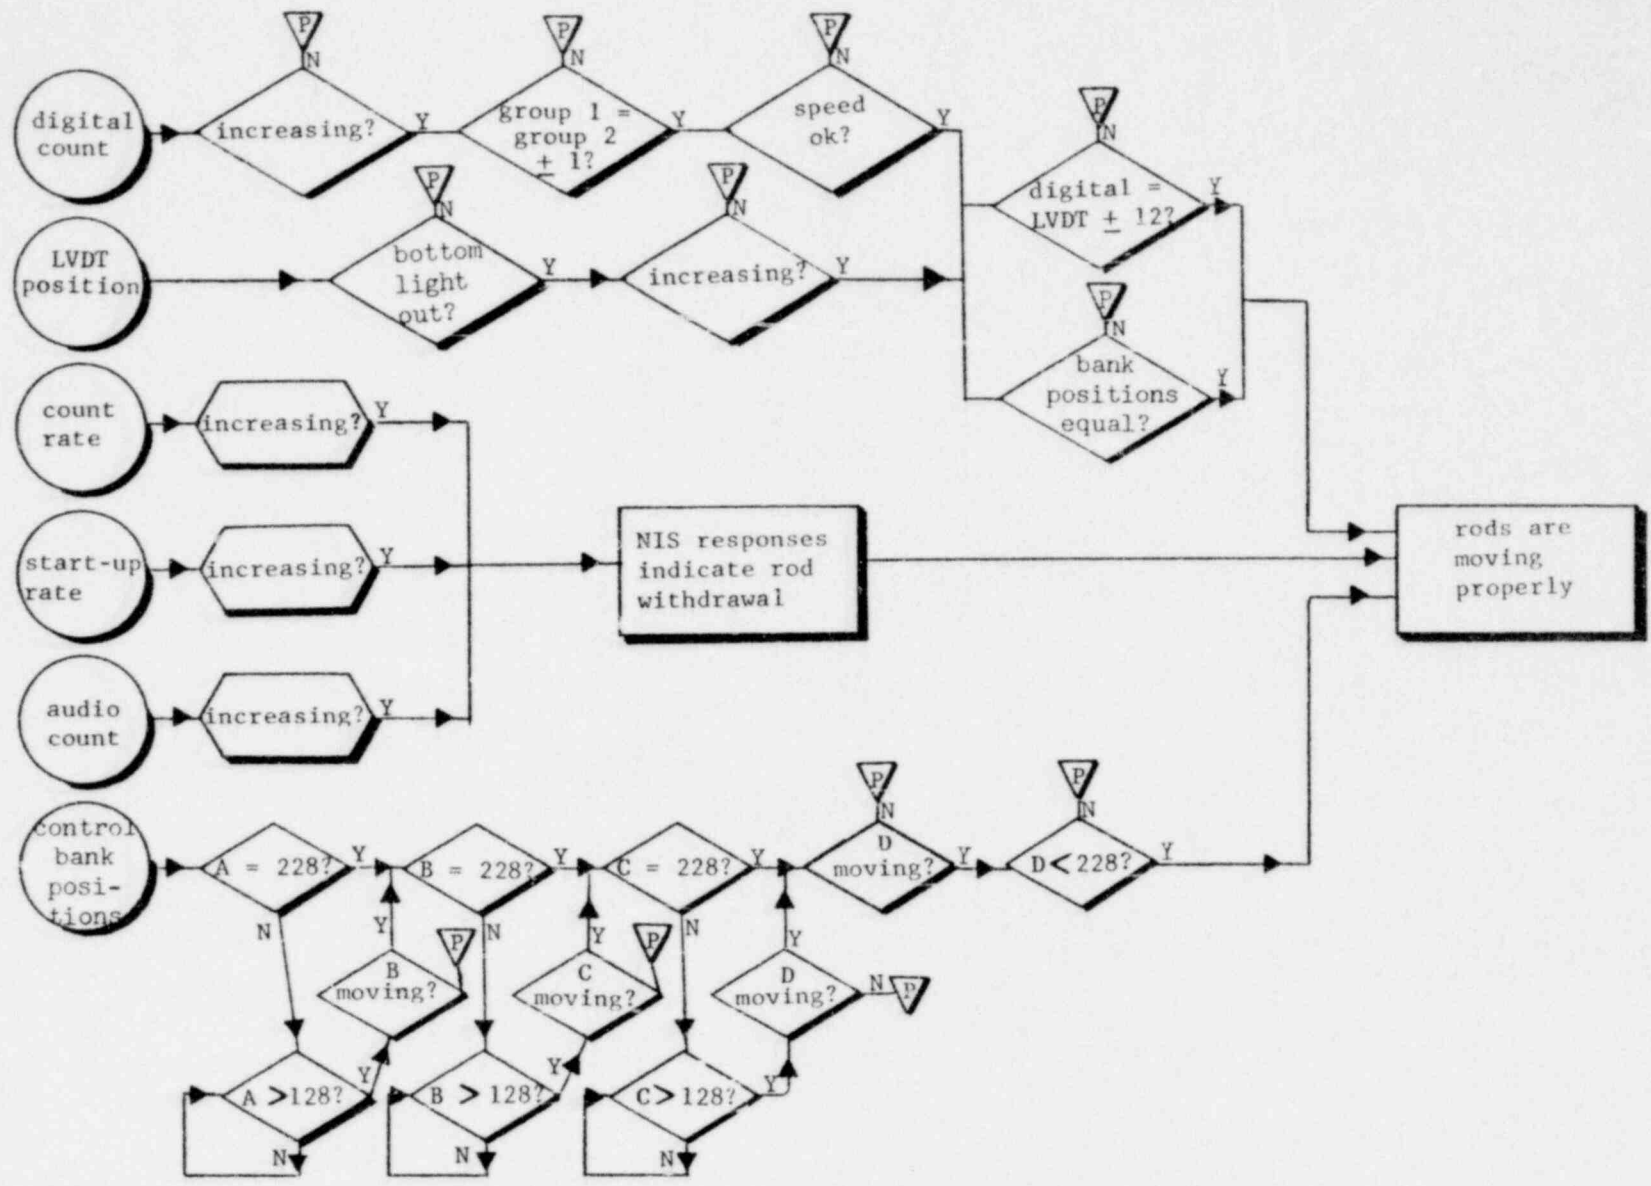 P
N
P
N
P
N
digital
count
increasing?
Y
group 1 =
group 2
± 1?
Y
speed
ok?
Y
P
N
digital =
LVDT ± 12?
Y
LVDT
position
P
N
bottom
light
out?
Y
P
N
increasing?
Y
P
N
bank
positions
equal?
Y
count
rate
increasing?
Y
start-up
rate
increasing?
Y
NIS responses
indicate rod
withdrawal
rods are
moving
properly
audio
count
increasing?
Y
control
bank
posi-
tions
A = 228?
Y
N
B = 228?
Y
N
C = 228?
Y
N
P
N
D
moving?
Y
P
N
D<228?
Y
B
moving?
Y
P
C
moving?
Y
P
D
moving?
Y
N
P
A >128?
Y
N
B >128?
Y
N
C>128?
Y
N